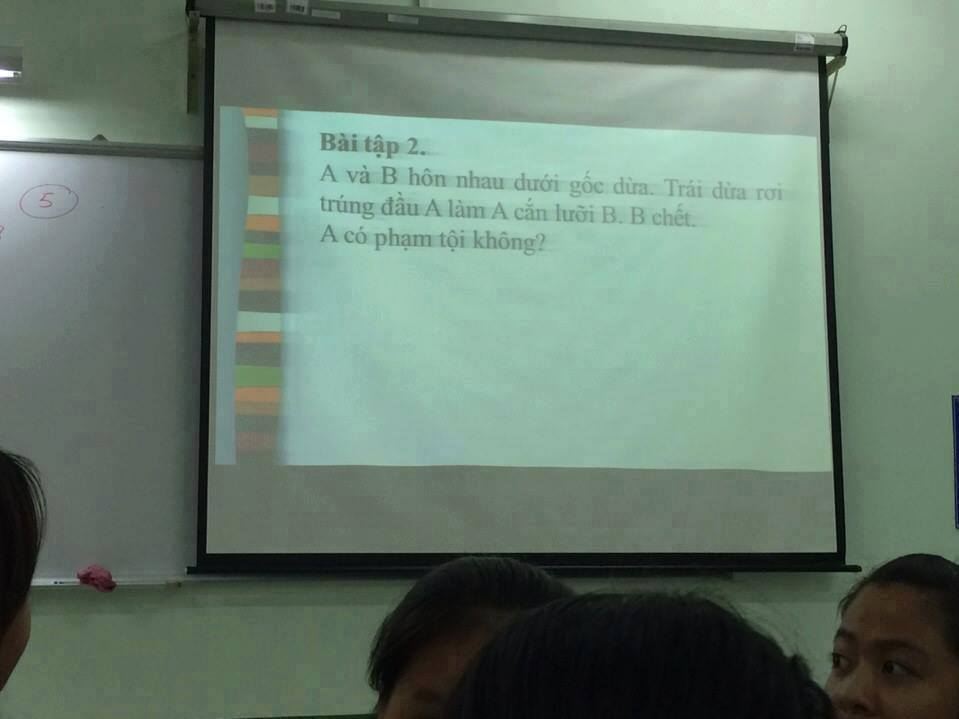 5
Bài tập 2.
A và B hôn nhau dưới gốc dừa. Trái dừa rơi
trúng đầu A làm A cắn lưỡi B. B chết.
A có phạm tội không?